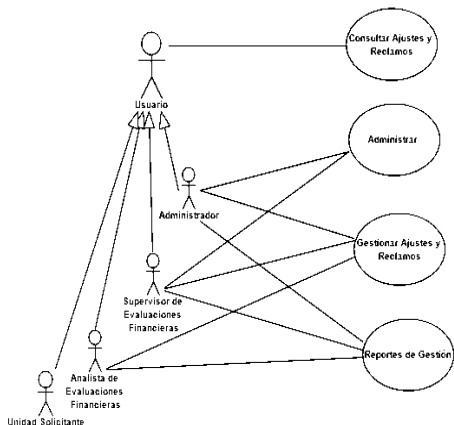 Consultar Ajustes y
Reclamos
Usuario
Administrar
Administrador
Gestionar Ajustes y
Reclamos
Supervisor de
Evaluaciones
Financieras
Reportes de Gestión
Analista de
Evaluaciones
Financieras
Unidad Solicitante